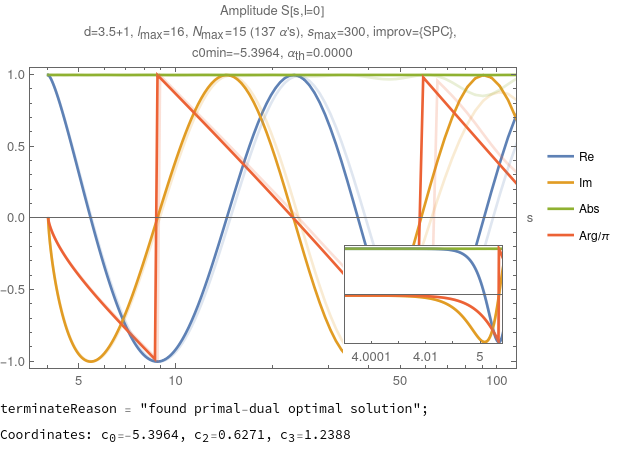 Amplitude S[s,l=0]
d=3.5+1, lmax=16, Nmax=15 (137 α's), smax=300, improv={SPC},
c0min=-5.3964, αth=0.0000
1.0
0.5
0.0
-0.5
-1.0
s
Re
Im
Abs
Arg/π
4.0001 4.01 5
5 10 50 100
terminateReason = "found primal-dual optimal solution";
Coordinates: c0=-5.3964, c2=0.6271, c3=1.2388